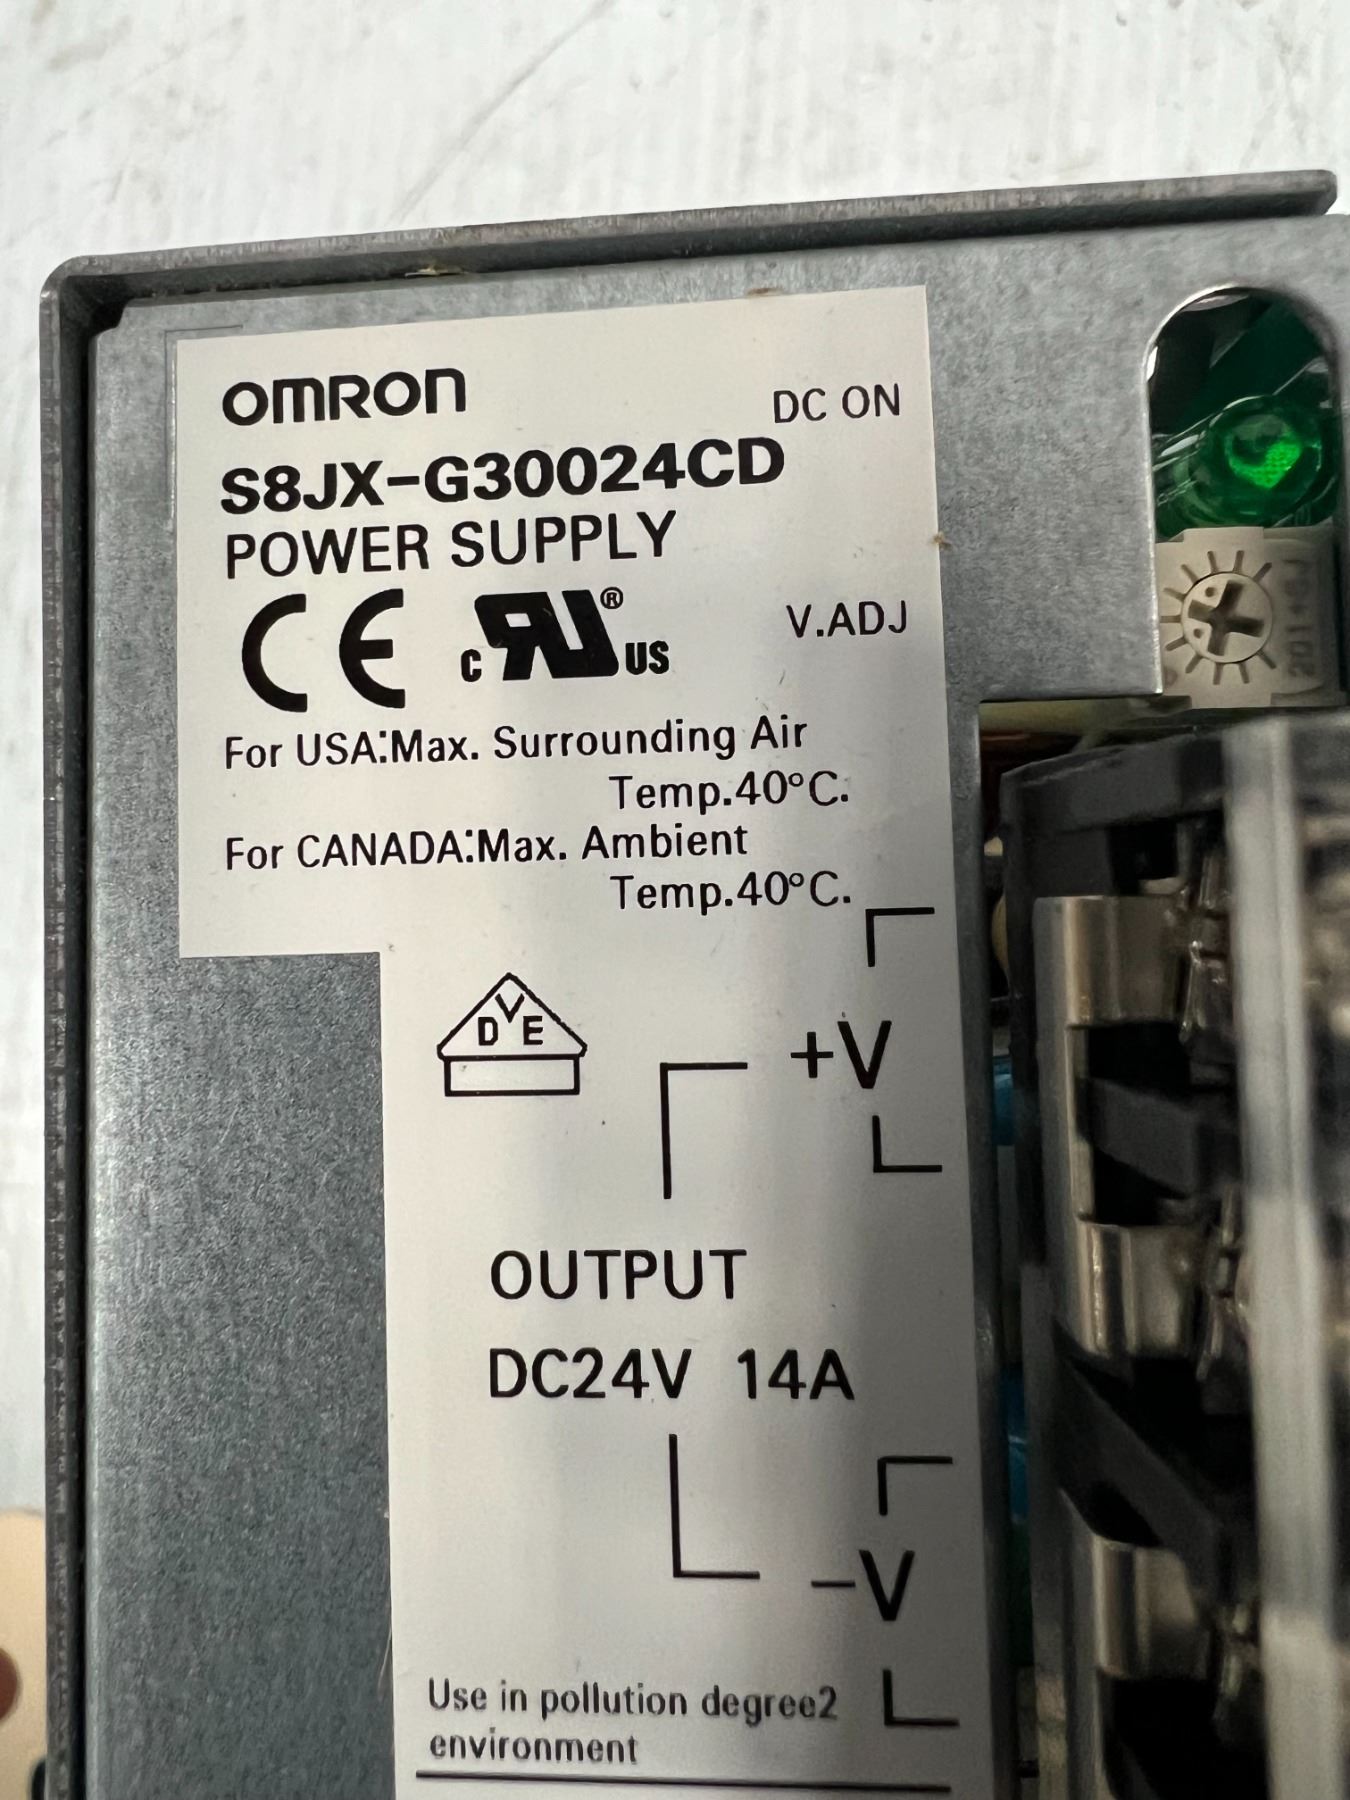 OMRON
DC ON
S8JX-G30024CD
POWER SUPPLY
CE
c RU® US
V.ADJ
For USA:Max. Surrounding Air
Temp.40°C.
For CANADA:Max. Ambient
Temp.40°C.
DVE
+V
OUTPUT
DC24V 14A
-V
Use in pollution degree2
environment